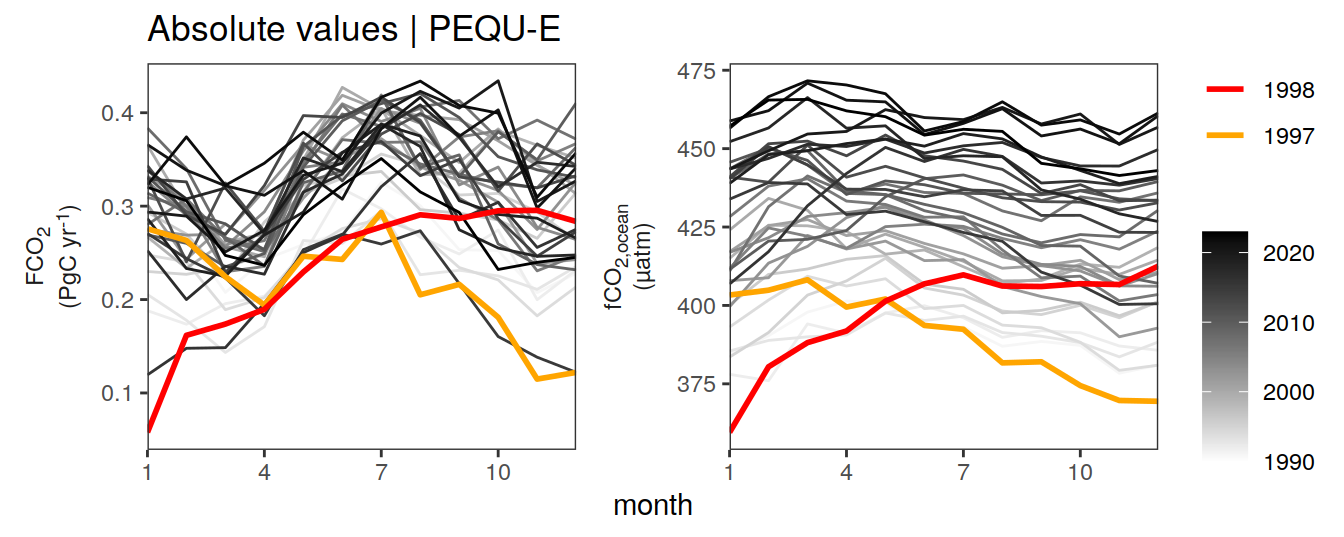 Absolute values | PEQU-E
FCO2
(PgC yr-1)
0.4
0.3
0.2
0.1
1 4 7 10
fCO2,ocean
(µatm)
475
450
425
400
375
1 4 7 10
month
1998
1997
2020
2010
2000
1990